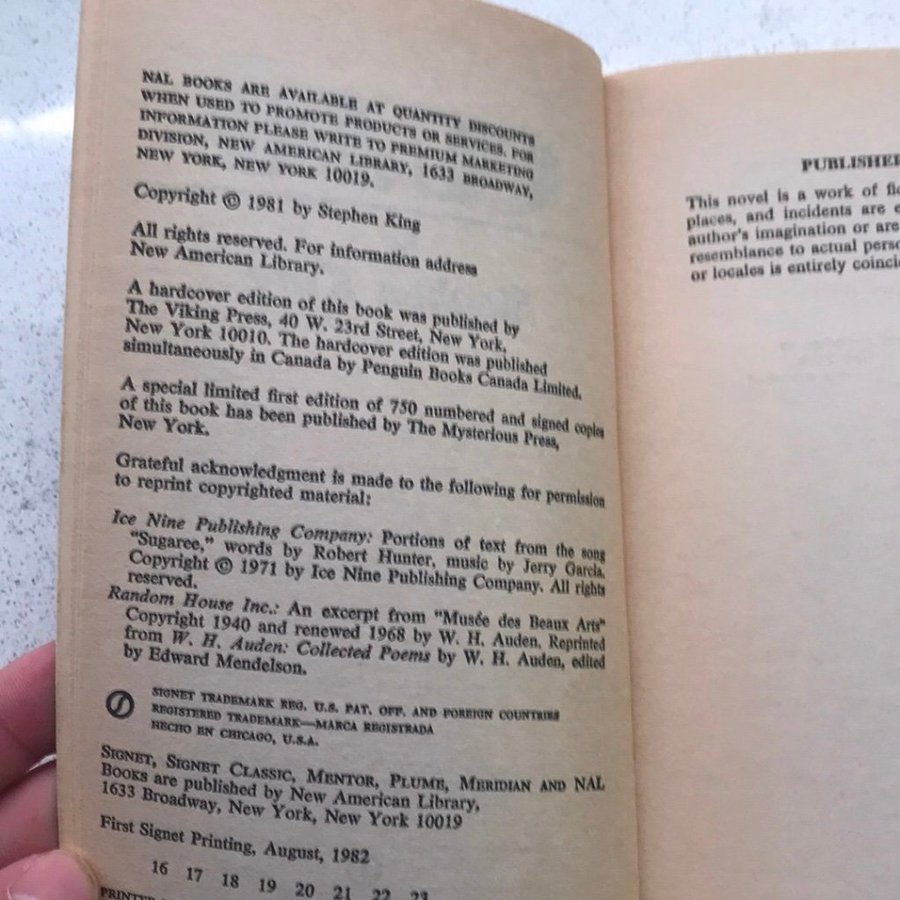 NAL BOOKS ARE AVAILABLE AT QUANTITY DISCOUNTS
WHEN USED TO PROMOTE PRODUCTS OR SERVICES. FOR
INFORMATION PLEASE WRITE TO PREMIUM MARKETING
DIVISION, NEW AMERICAN LIBRARY, 1633 BROADWAY,
NEW YORK, NEW YORK 10019.
Copyright © 1981 by Stephen King
All rights reserved. For information address
New American Library.
A hardcover edition of this book was published by
The Viking Press, 40 W. 23rd Street, New York,
New York 10010. The hardcover edition was published
simultaneously in Canada by Penguin Books Canada Limited.
A special limited first edition of 750 numbered and signed copies
of this book has been published by The Mysterious Press,
New York.
Grateful acknowledgment is made to the following for permission
to reprint copyrighted material:
Ice Nine Publishing Company: Portions of text from the song
"Sugaree," words by Robert Hunter, music by Jerry Garcia.
Copyright © 1971 by Ice Nine Publishing Company. All rights
reserved.
Random House Inc.: An excerpt from "Musée des Beaux Arts"
Copyright 1940 and renewed 1968 by W. H. Auden. Reprinted
from W. H. Auden: Collected Poems by W. H. Auden, edited
by Edward Mendelson.
SIGNET TRADEMARK REG. U.S. PAT. OFF. AND FOREIGN COUNTRIES
REGISTERED TRADEMARK—MARCA REGISTRADA
HECHO EN CHICAGO, U.S.A.
SIGNET, SIGNET CLASSIC, MENTOR, PLUME, MERIDIAN AND NAL
BOOKS are published by New American Library,
1633 Broadway, New York, New York 10019
First Signet Printing, August, 1982
16 17 18 19 20 21 22 23
PUBLISHER
This novel is a work of fic
places, and incidents are e
author's imagination or are
resemblance to actual perso
or locales is entirely coinci